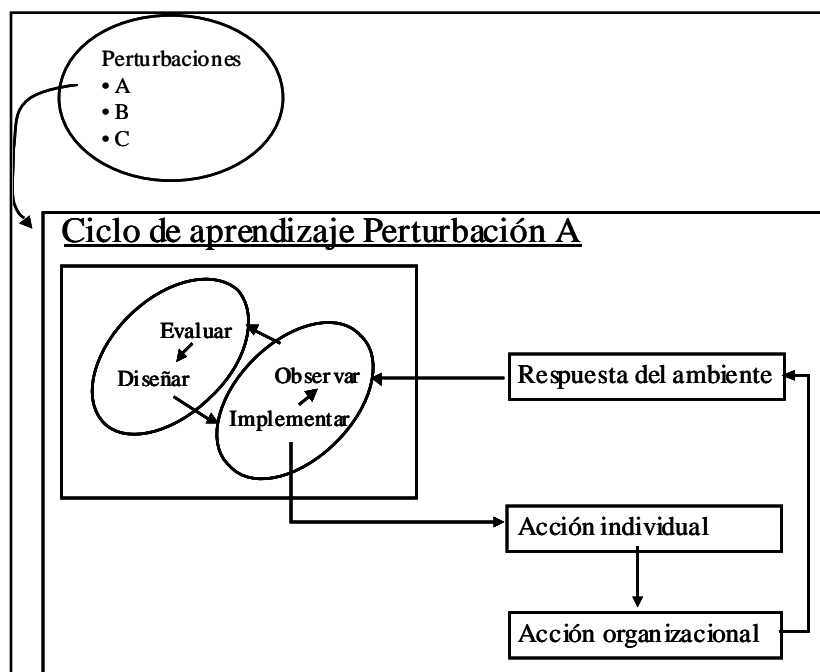 Perturbaciones
• A
• B
• C
Ciclo de aprendizaje Perturbación A
Evaluar
Diseñar
Observar
Implementar
Respuesta del ambiente
Acción individual
Acción organizacional